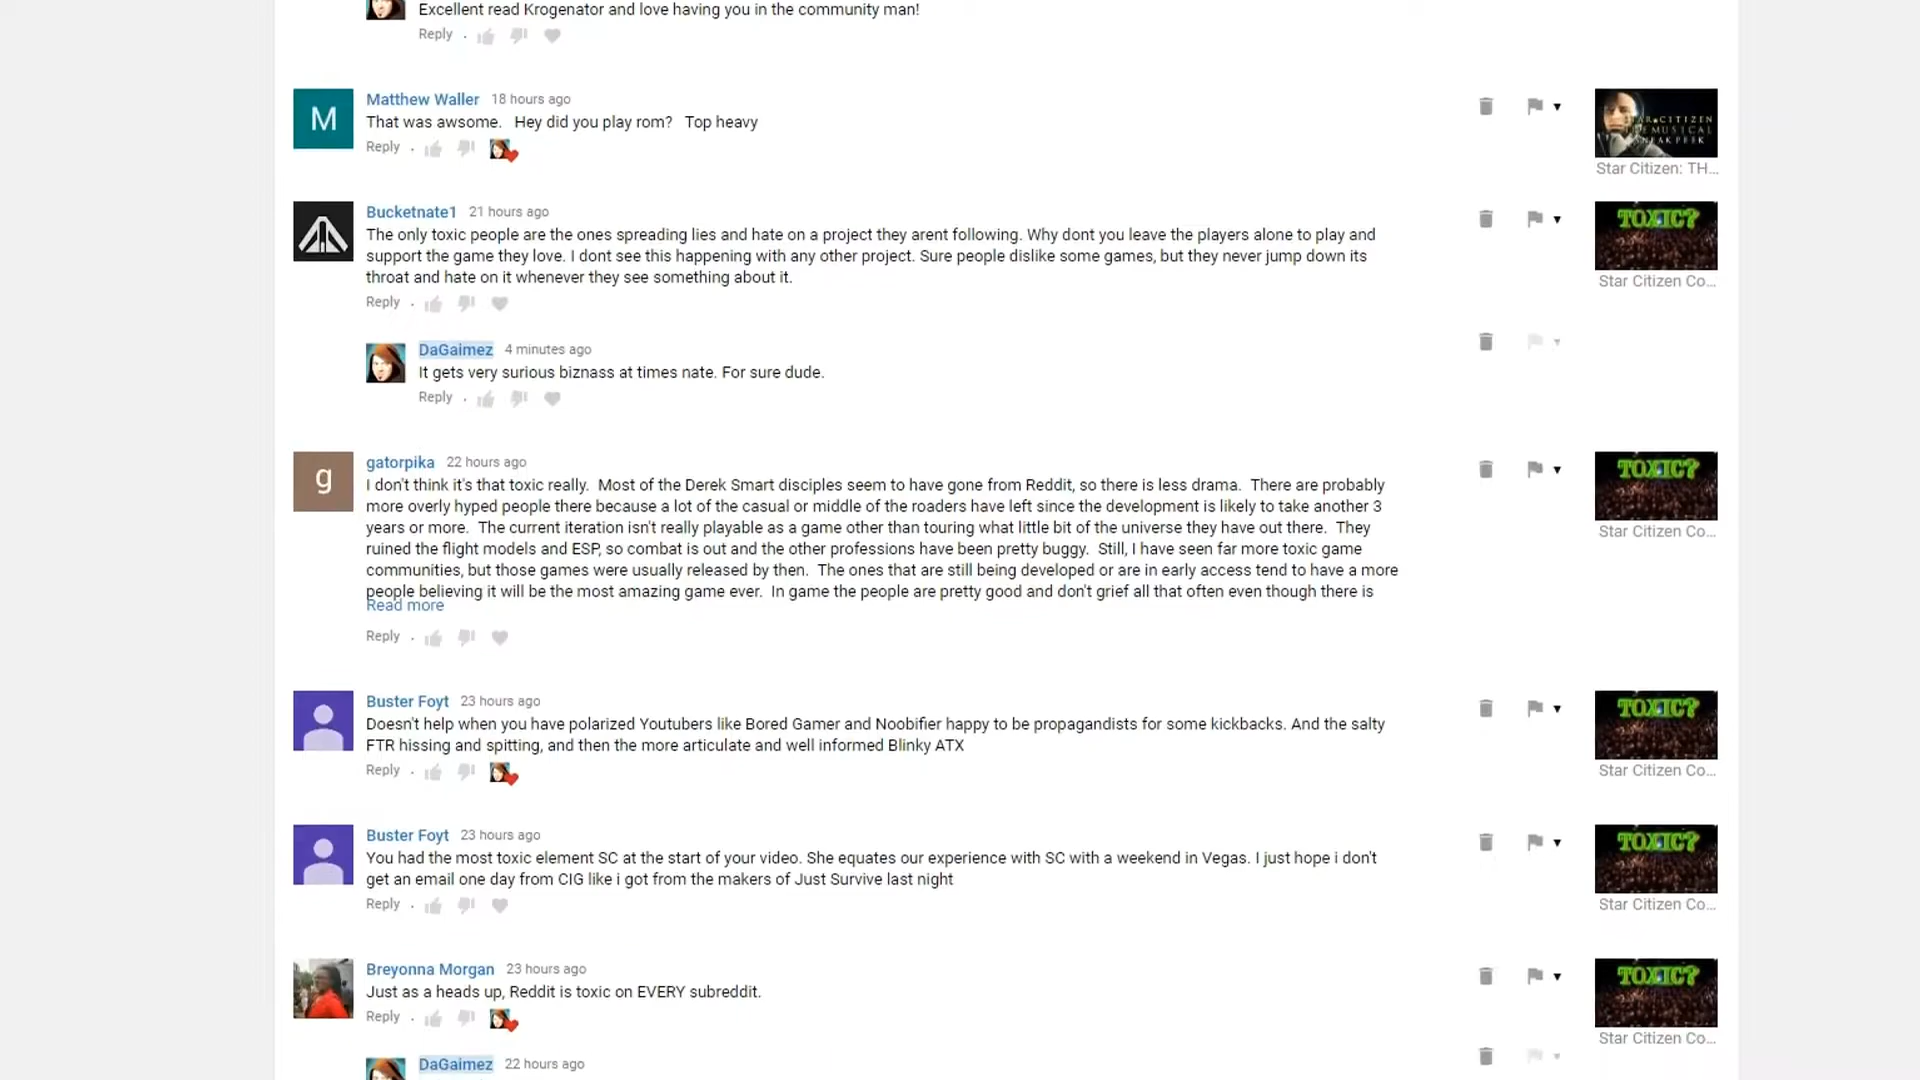 Excellent read Krogenator and love having you in the community man!
Reply .
M
Matthew Waller 18 hours ago
That was awsome. Hey did you play rom? Top heavy
Reply .
STAR CITIZEN
THE MUSICAL
SNEAK PEEK
Star Citizen: TH...
Bucketnate1 21 hours ago
The only toxic people are the ones spreading lies and hate on a project they arent following. Why dont you leave the players alone to play and
support the game they love. I dont see this happening with any other project. Sure people dislike some games, but they never jump down its
throat and hate on it whenever they see something about it.
Reply .
TOXIC?
Star Citizen Co...
DaGaimez 4 minutes ago
It gets very surious biznass at times nate. For sure dude.
Reply .
g
gatorpika 22 hours ago
I don't think it's that toxic really. Most of the Derek Smart disciples seem to have gone from Reddit, so there is less drama. There are probably
more overly hyped people there because a lot of the casual or middle of the roaders have left since the development is likely to take another 3
years or more. The current iteration isn't really playable as a game other than touring what little bit of the universe they have out there. They
ruined the flight models and ESP, so combat is out and the other professions have been pretty buggy. Still, I have seen far more toxic game
communities, but those games were usually released by then. The ones that are still being developed or are in early access tend to have a more
people believing it will be the most amazing game ever. In game the people are pretty good and don't grief all that often even though there is
Read more
Reply .
TOXIC?
Star Citizen Co...
Buster Foyt 23 hours ago
Doesn't help when you have polarized Youtubers like Bored Gamer and Noobifier happy to be propagandists for some kickbacks. And the salty
FTR hissing and spitting, and then the more articulate and well informed Blinky ATX
Reply .
TOXIC?
Star Citizen Co...
Buster Foyt 23 hours ago
You had the most toxic element SC at the start of your video. She equates our experience with SC with a weekend in Vegas. I just hope i don't
get an email one day from CIG like i got from the makers of Just Survive last night
Reply .
TOXIC?
Star Citizen Co...
Breyonna Morgan 23 hours ago
Just as a heads up, Reddit is toxic on EVERY subreddit.
Reply .
TOXIC?
Star Citizen Co...
DaGaimez 22 hours ago